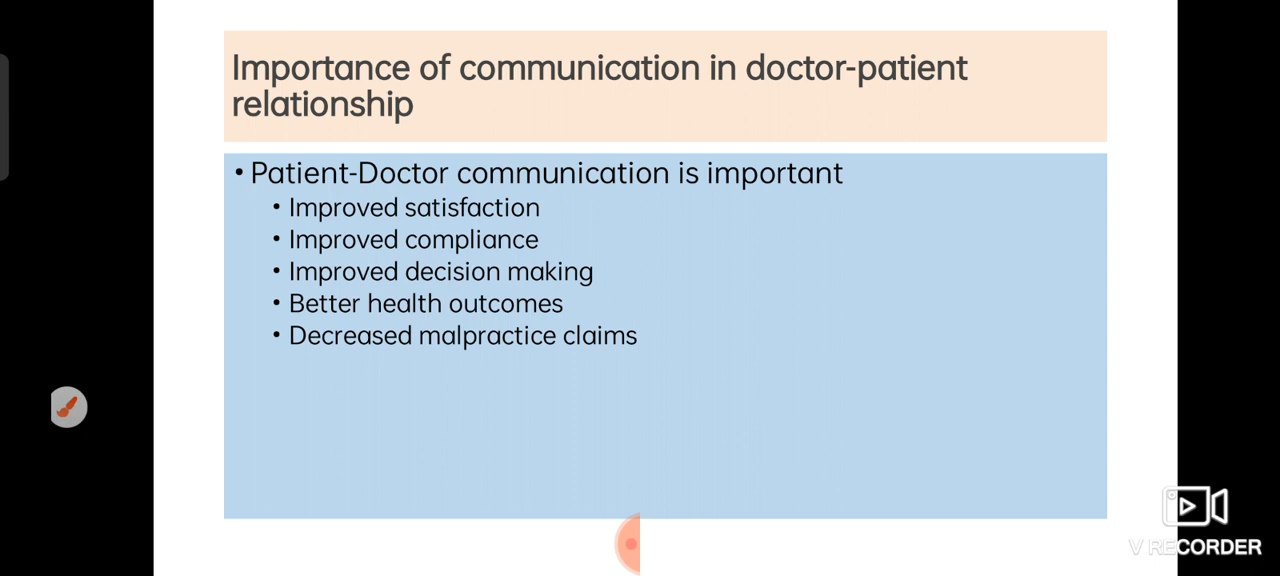 Importance of communication in doctor-patient
relationship
• Patient-Doctor communication is important
• Improved satisfaction
• Improved compliance
• Improved decision making
• Better health outcomes
• Decreased malpractice claims
V RECORDER